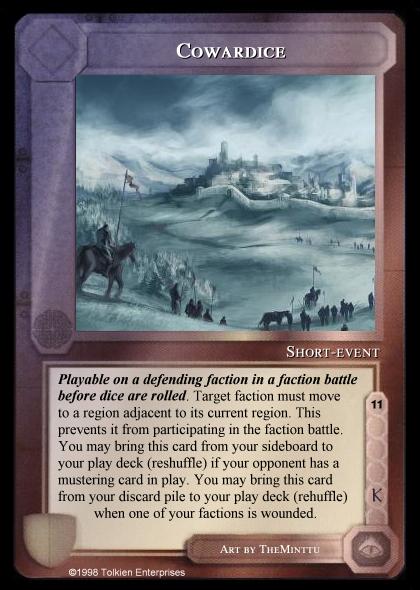 COWARDICE
SHORT-EVENT
Playable on a defending faction in a faction battle
before dice are rolled. Target faction must move
to a region adjacent to its current region. This
prevents it from participating in the faction battle.
You may bring this card from your sideboard to
your play deck (reshuffle) if your opponent has a
mustering card in play. You may bring this card
from your discard pile to your play deck (rehuffle)
when one of your factions is wounded.
11
K
ART BY THEMINTTU
©1998 Tolkien Enterprises